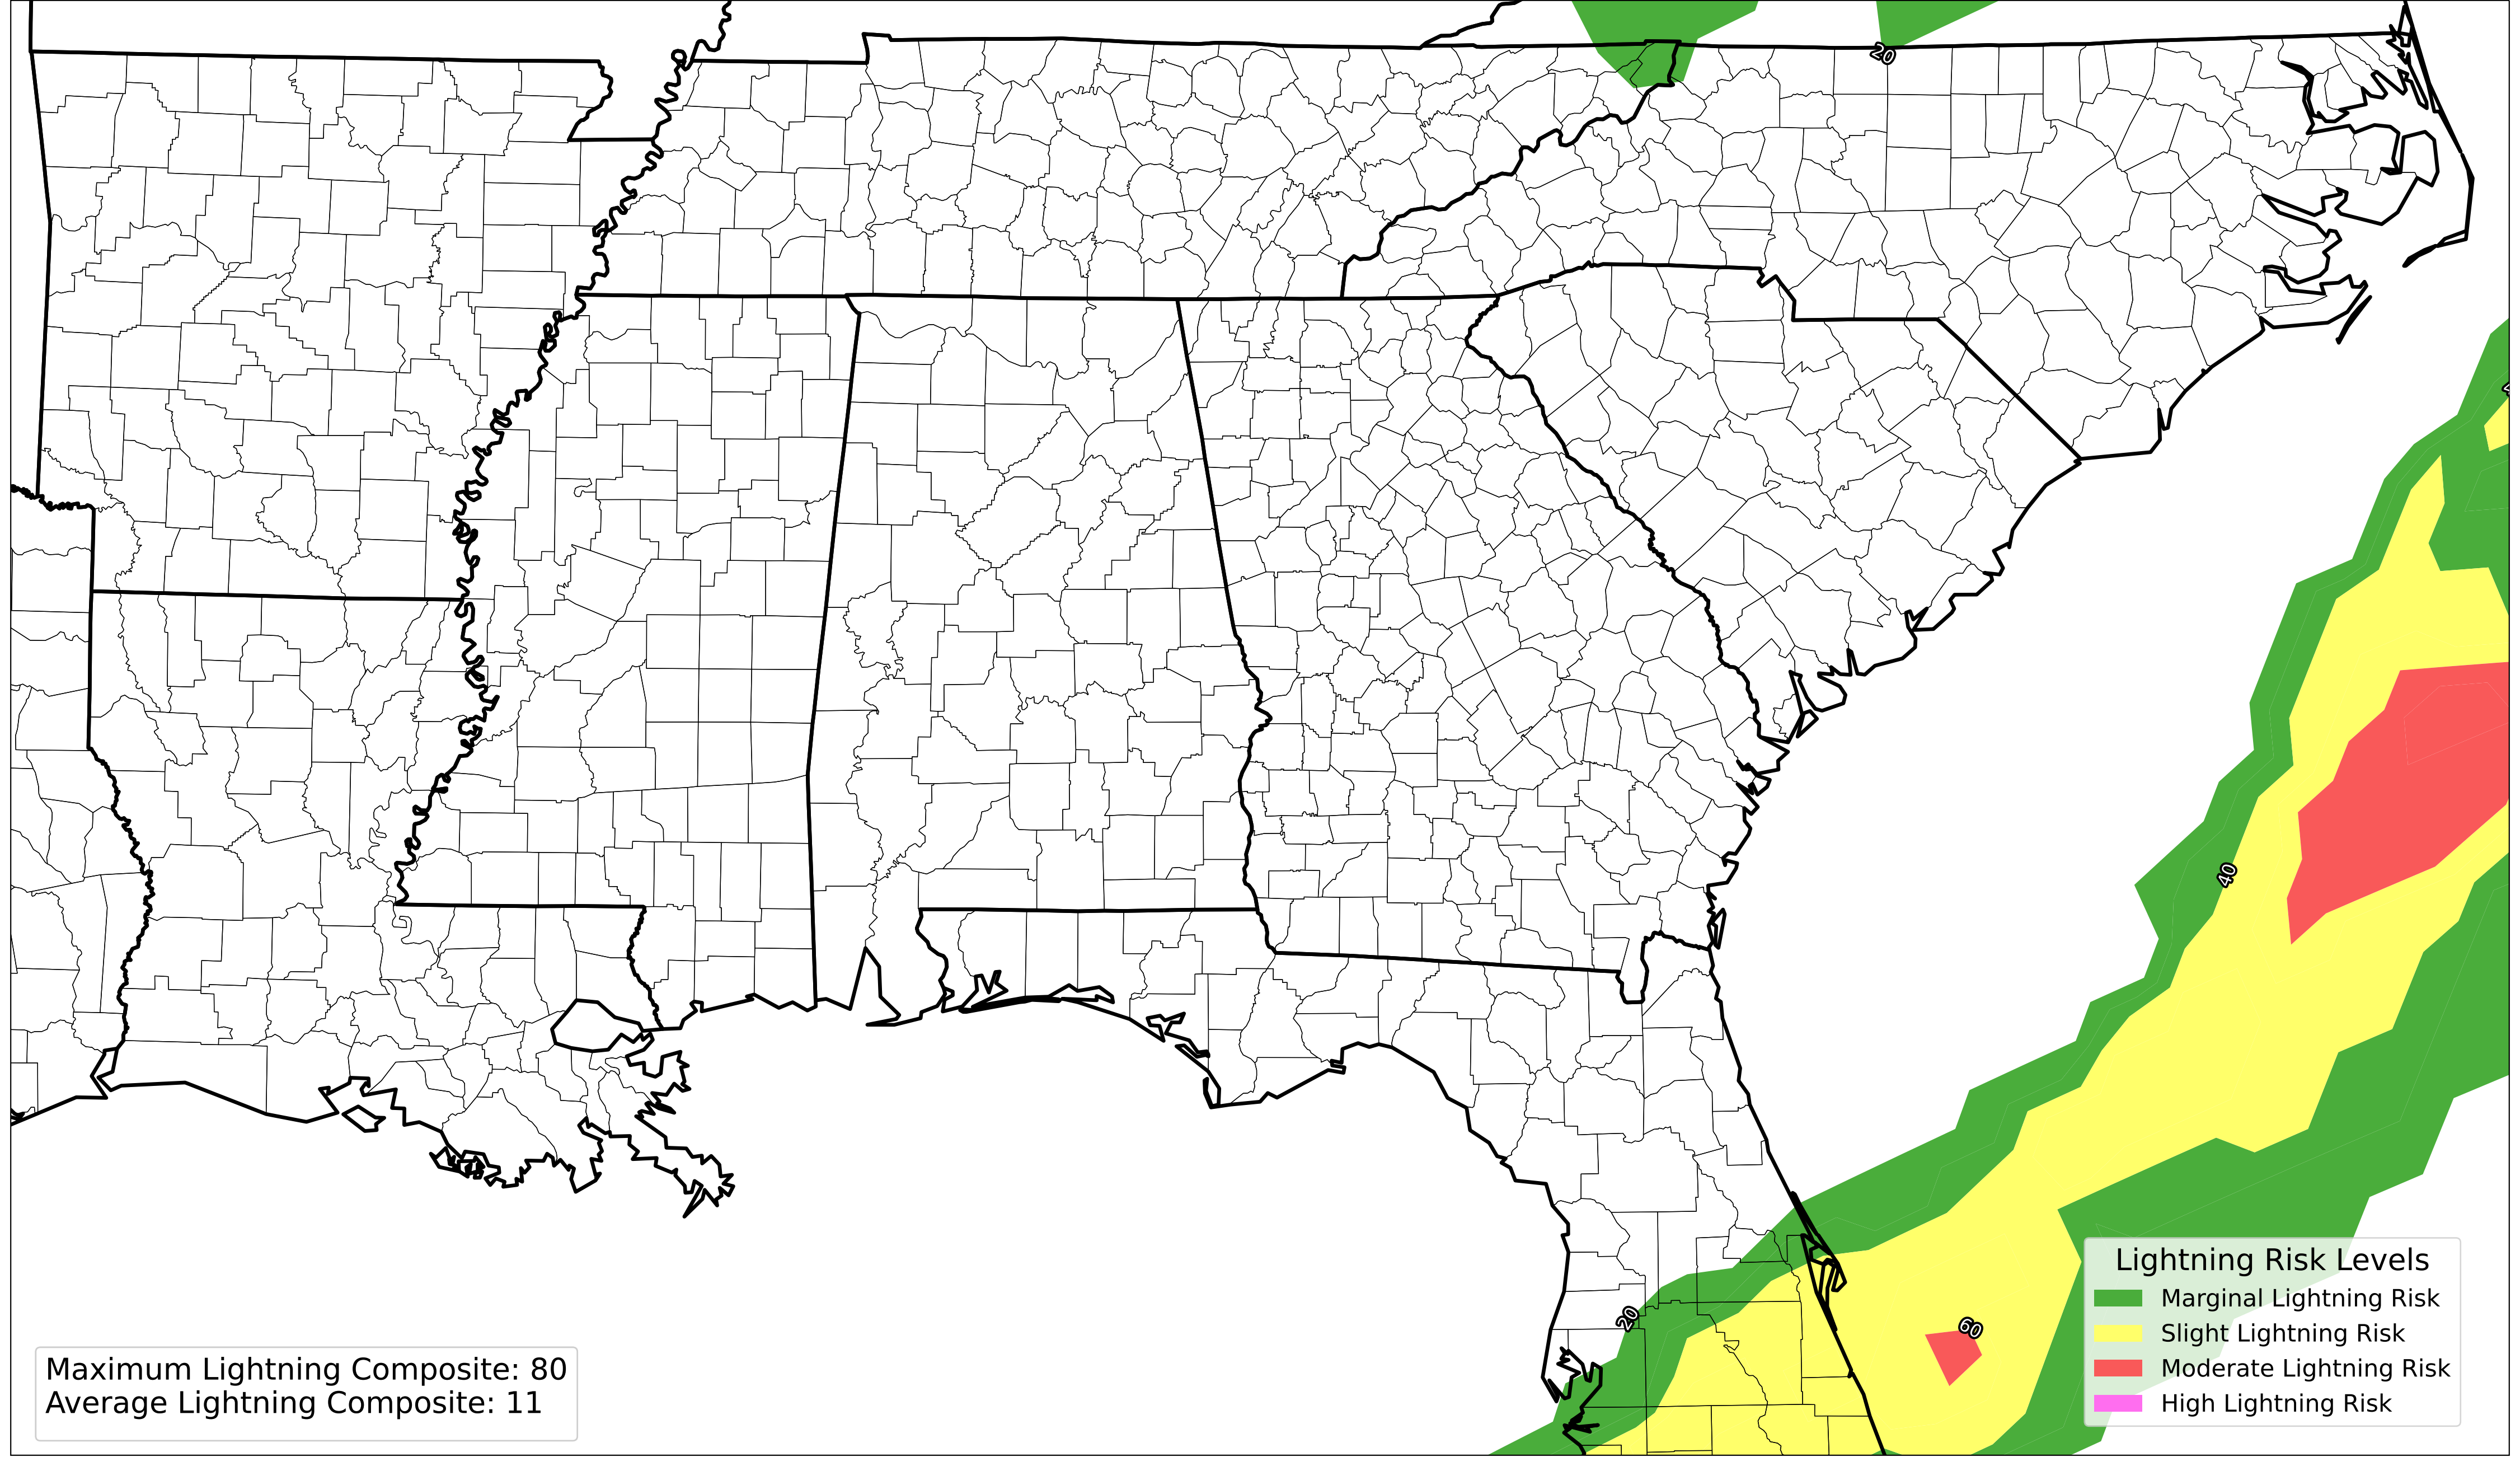 20
40
20
60
Lightning Risk Levels
Marginal Lightning Risk
Slight Lightning Risk
Moderate Lightning Risk
High Lightning Risk
Maximum Lightning Composite: 80
Average Lightning Composite: 11